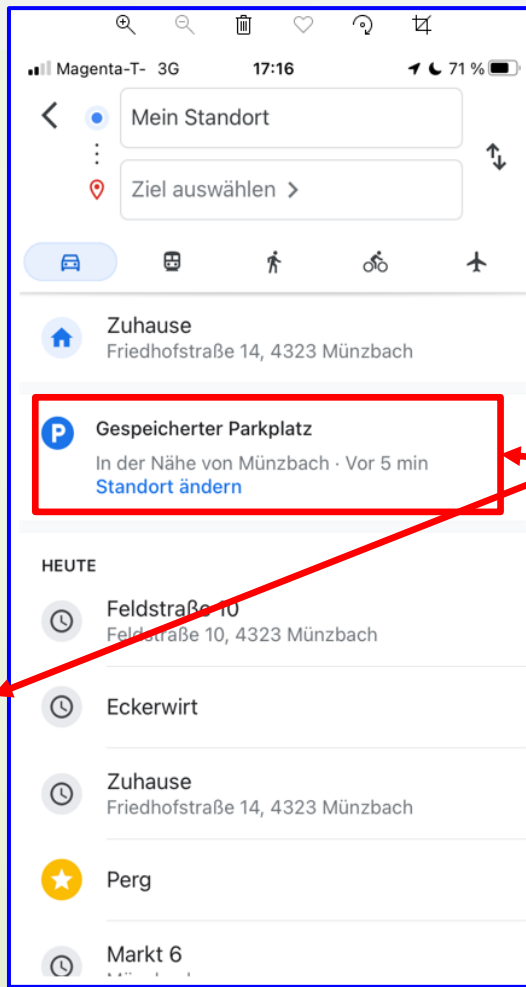 Magenta-T- 3G 17:16 71 %
Mein Standort
Ziel auswählen >
Zuhause
Friedhofstraße 14, 4323 Münzbach
P Gespeicherter Parkplatz
In der Nähe von Münzbach · Vor 5 min
Standort ändern
HEUTE
Feldstraße 10
Feldstraße 10, 4323 Münzbach
Eckerwirt
Zuhause
Friedhofstraße 14, 4323 Münzbach
Perg
Markt 6